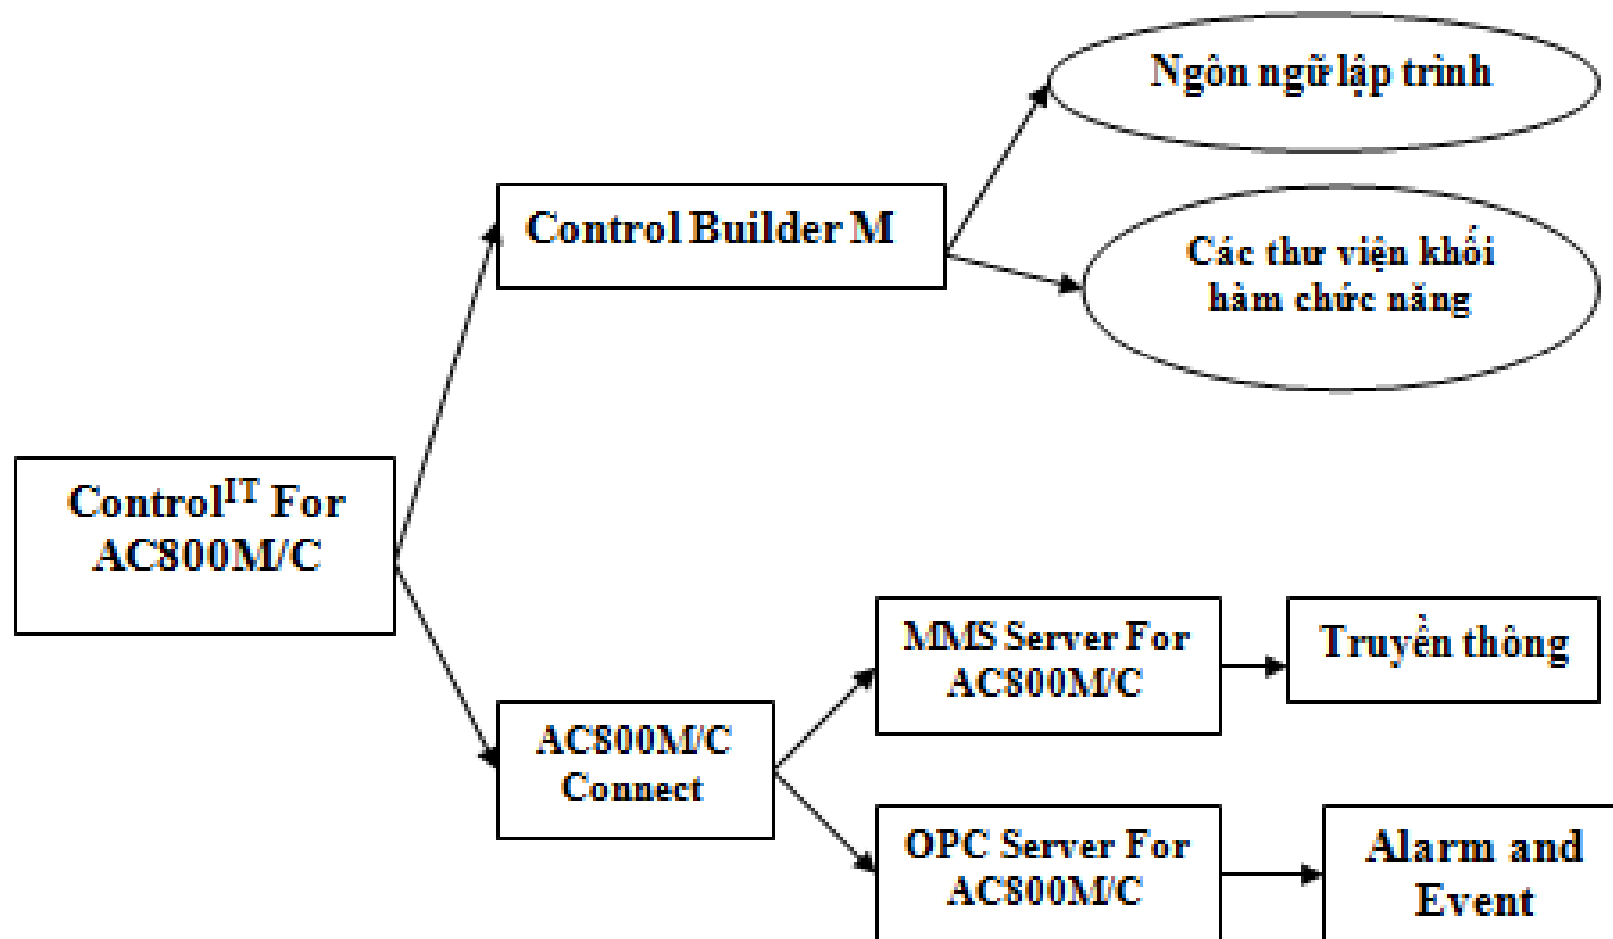 Ngôn ngữ lập trình
Control Builder M
Các thư viện khối
hàm chức năng
Control^IT For
AC800M/C
MMS Server For
AC800M/C
Truyền thông
AC800M/C
Connect
OPC Server For
AC800M/C
Alarm and
Event